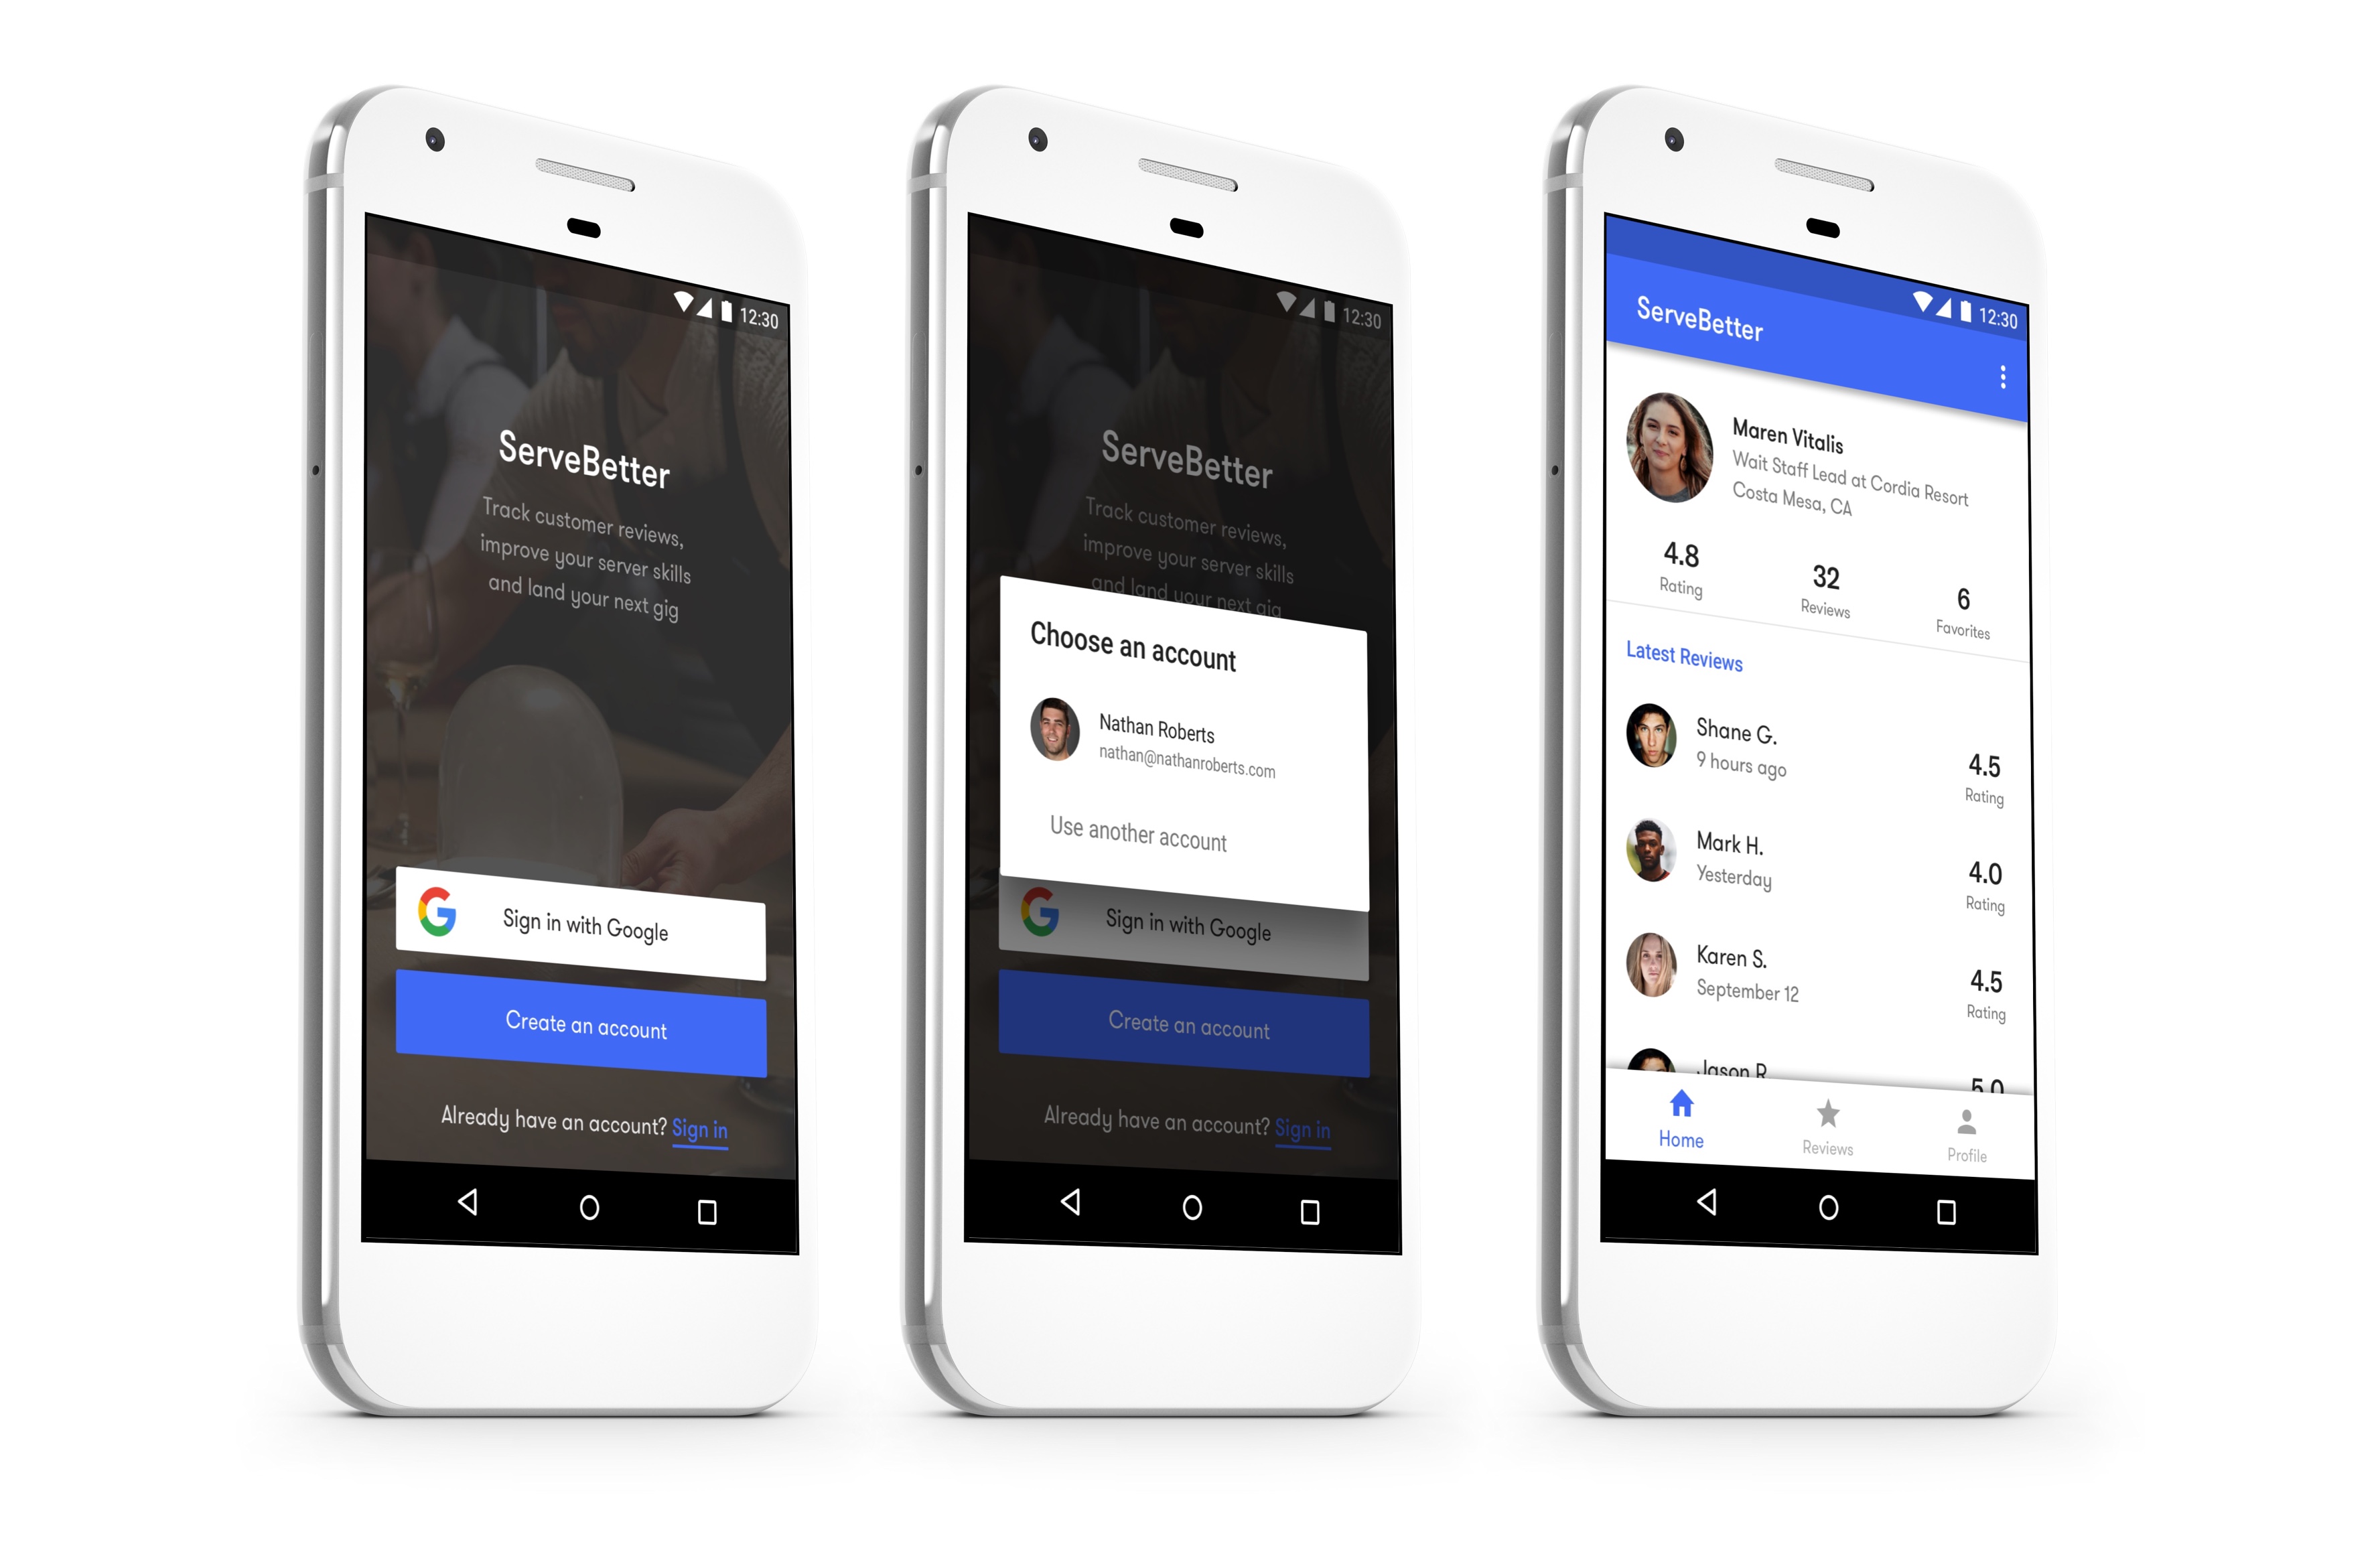 12:30
ServeBetter
Track customer reviews,
improve your server skills
and land your next gig
Sign in with Google
Create an account
Already have an account? Sign in
12:30
ServeBetter
Track customer reviews,
improve your server skills
and land your next gig
Choose an account
Nathan Roberts
nathan@nathanroberts.com
Use another account
Sign in with Google
Create an account
Already have an account? Sign in
12:30
ServeBetter
Maren Vitalis
Wait Staff Lead at Cordia Resort
Costa Mesa, CA
4.8
Rating
32
Reviews
6
Favorites
Latest Reviews
Shane G.
9 hours ago
4.5
Rating
Mark H.
Yesterday
4.0
Rating
Karen S.
September 12
4.5
Rating
Jason R
5.0
Home
Reviews
Profile